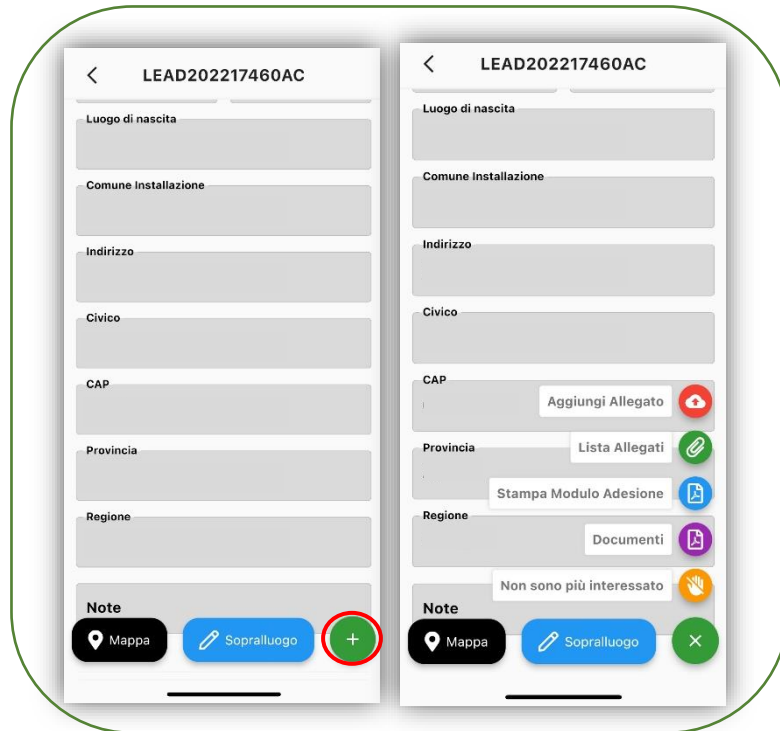 LEAD202217460AC
Luogo di nascita
Comune Installazione
Indirizzo
Civico
CAP
Provincia
Regione
Note
Mappa
Sopralluogo
+
LEAD202217460AC
Luogo di nascita
Comune Installazione
Indirizzo
Civico
CAP
Aggiungi Allegato
Provincia
Lista Allegati
Stampa Modulo Adesione
Regione
Documenti
Non sono più interessato
Note
Mappa
Sopralluogo